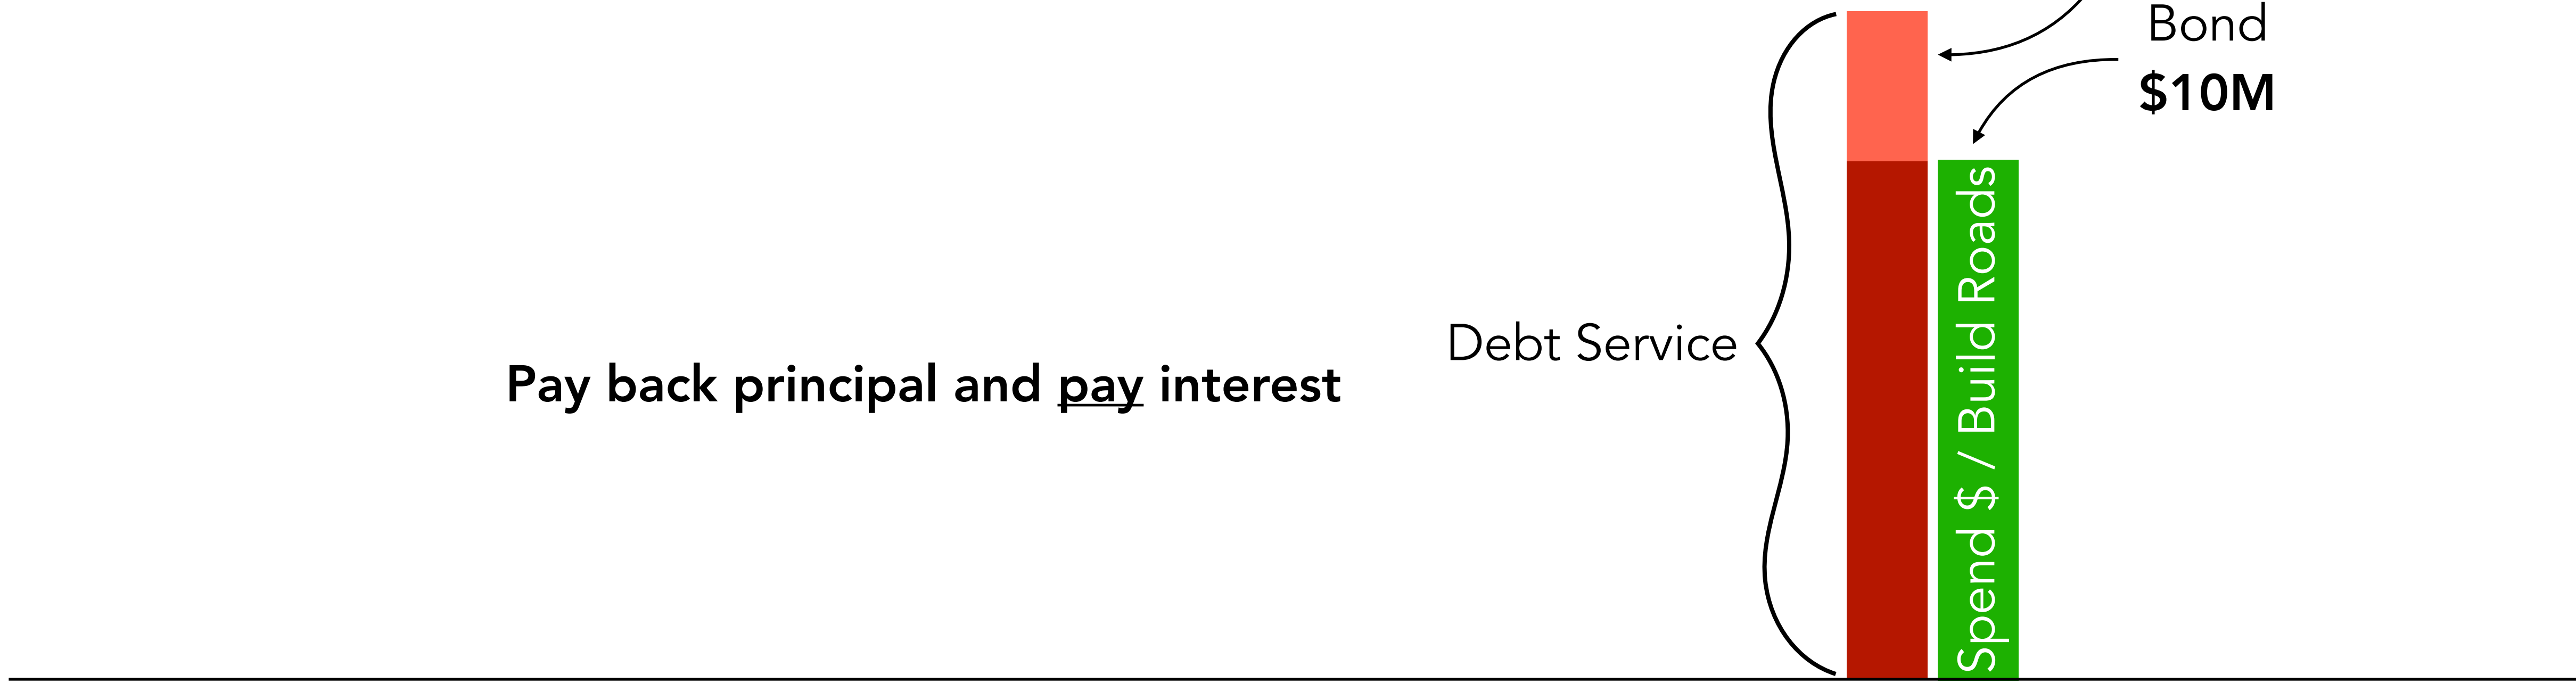 Bond
$10M
Debt Service
Pay back principal and pay interest
Spend $ / Build Roads